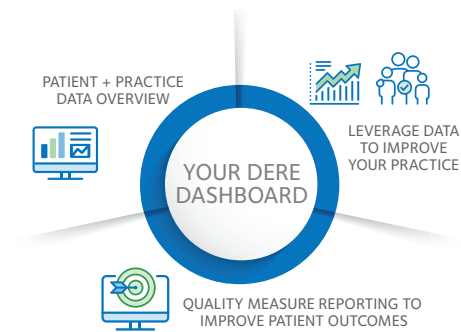 PATIENT + PRACTICE
DATA OVERVIEW
LEVERAGE DATA
TO IMPROVE
YOUR PRACTICE
YOUR DERE
DASHBOARD
QUALITY MEASURE REPORTING TO
IMPROVE PATIENT OUTCOMES